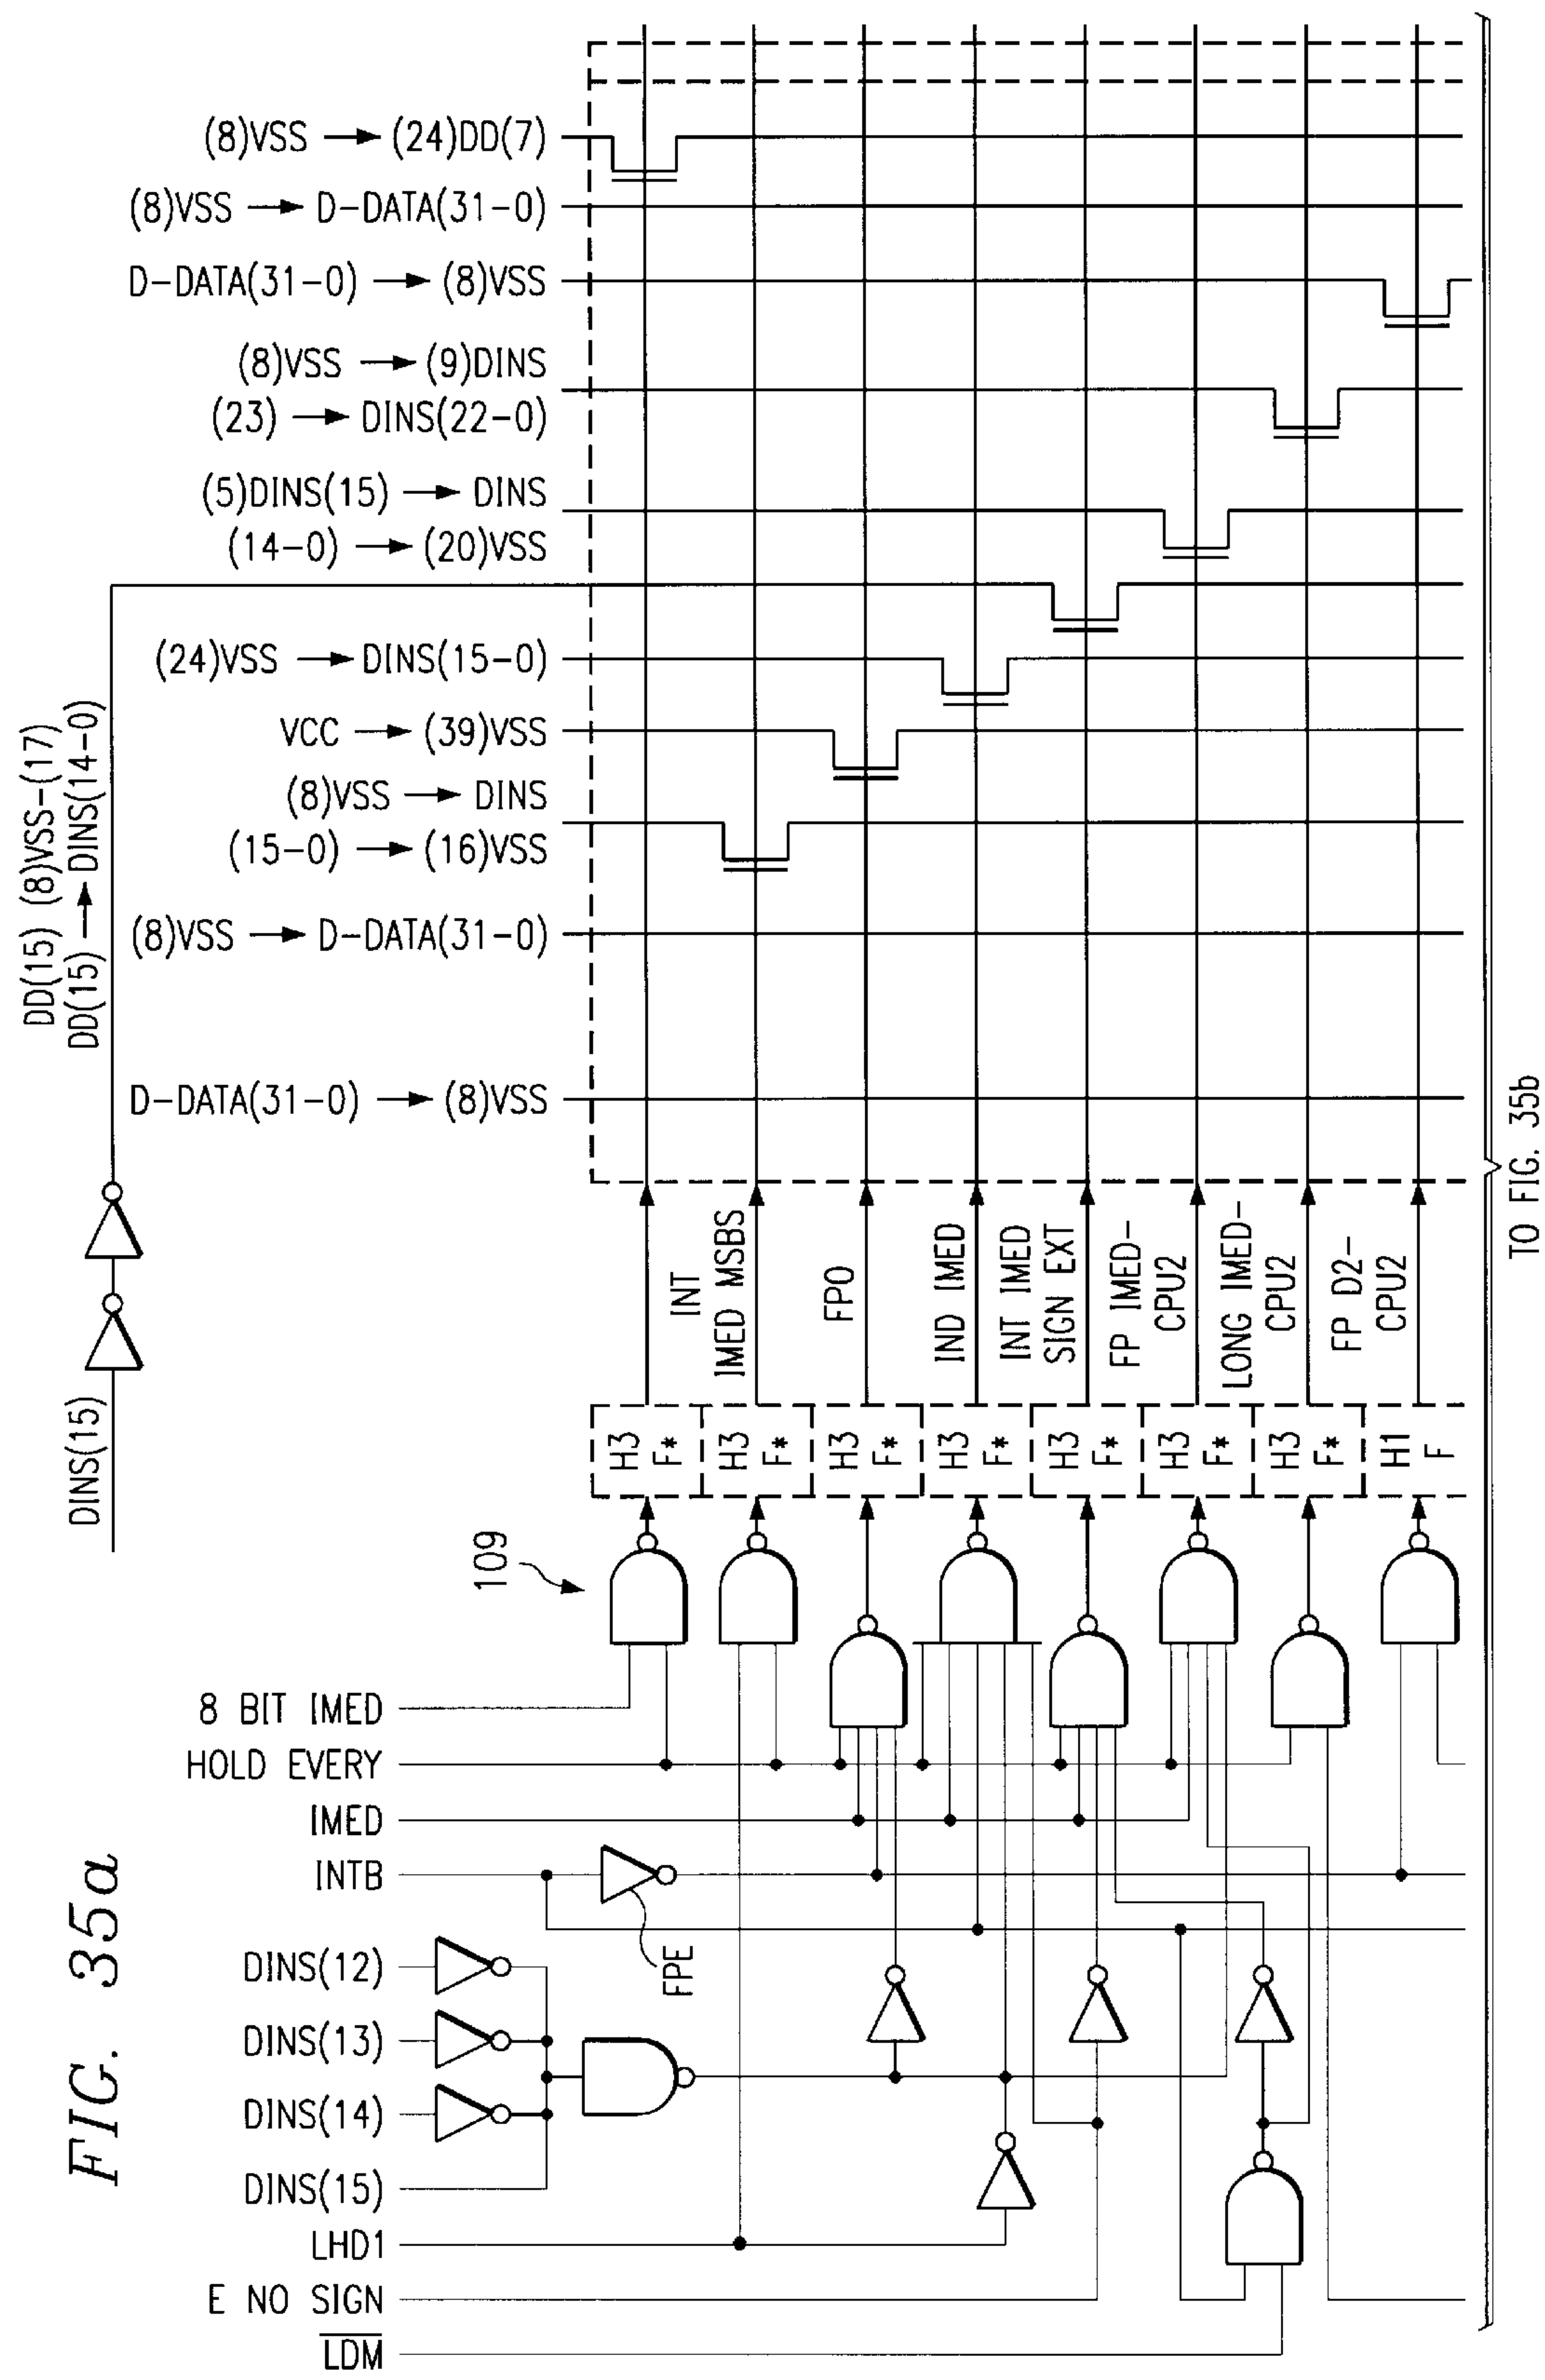 FIG. 35a
(8)VSS → (24)DD(7)
(8)VSS → D-DATA(31-0)
D-DATA(31-0) → (8)VSS
(8)VSS → (9)DINS
(23) → DINS(22-0)
(5)DINS(15) → DINS
(14-0) → (20)VSS
DD(15) (8)VSS-(17)
DD(15) → DINS(14-0)
(24)VSS → DINS(15-0)
VCC → (39)VSS
(8)VSS → DINS
(15-0) → (16)VSS
(8)VSS → D-DATA(31-0)
D-DATA(31-0) → (8)VSS
DINS(15)
INT
IMED MSBS
FPO
IND IMED
INT IMED
SIGN EXT
FP IMED-
CPU2
LONG IMED-
CPU2
FP D2-
CPU2
H3
F*
H3
F*
H3
F*
H3
F*
H3
F*
H3
F*
H3
F*
H1
F
109
8 BIT IMED
HOLD EVERY
IMED
INTB
FPE
DINS(12)
DINS(13)
DINS(14)
DINS(15)
LHD1
E NO SIGN
LDM
TO FIG. 35b